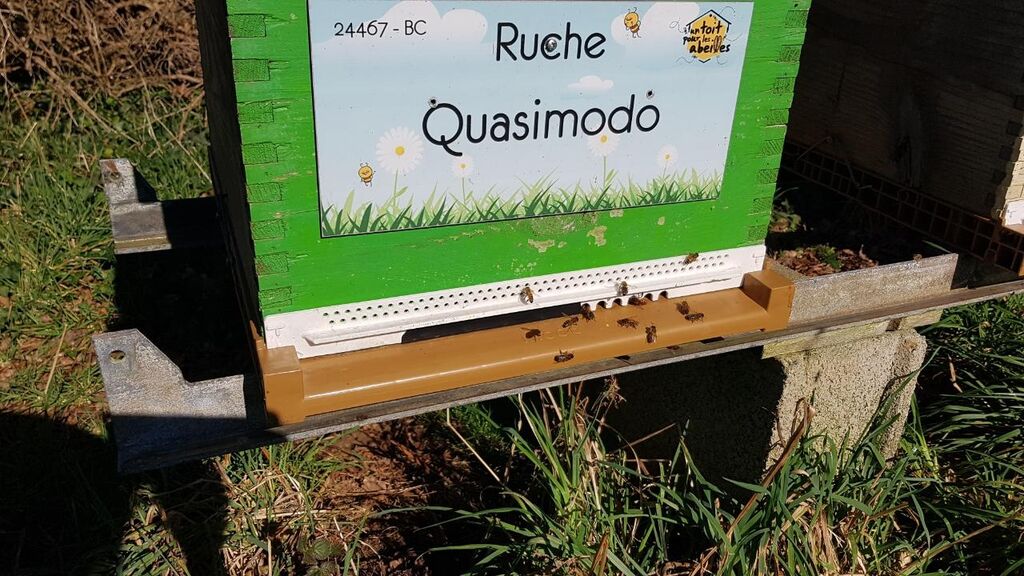 24467 - BC
Ruche
Quasimodo
Un toit
pour les
abeilles